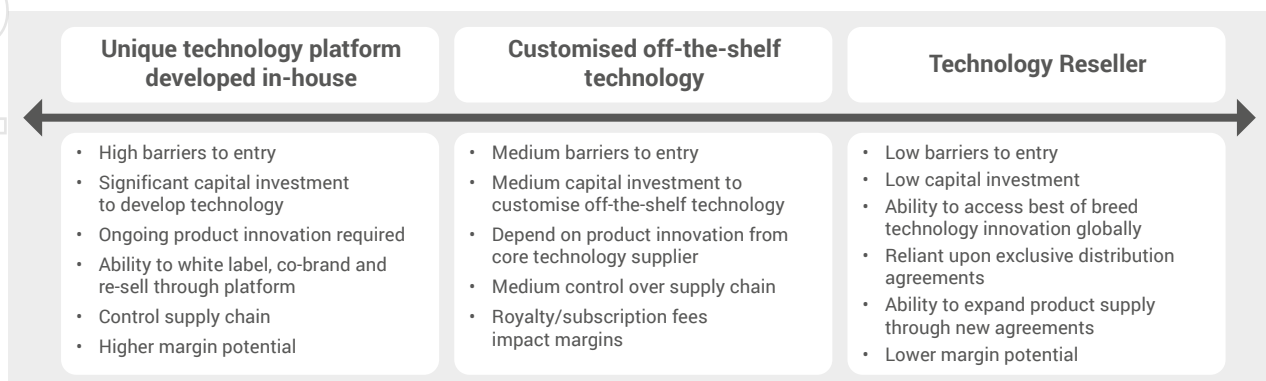 Unique technology platform
developed in-house
Customised off-the-shelf
technology
Technology Reseller
• High barriers to entry
• Significant capital investment
to develop technology
• Ongoing product innovation required
• Ability to white label, co-brand and
re-sell through platform
• Control supply chain
• Higher margin potential
• Medium barriers to entry
• Medium capital investment to
customise off-the-shelf technology
• Depend on product innovation from
core technology supplier
• Medium control over supply chain
• Royalty/subscription fees
impact margins
• Low barriers to entry
• Low capital investment
• Ability to access best of breed
technology innovation globally
• Reliant upon exclusive distribution
agreements
• Ability to expand product supply
through new agreements
• Lower margin potential